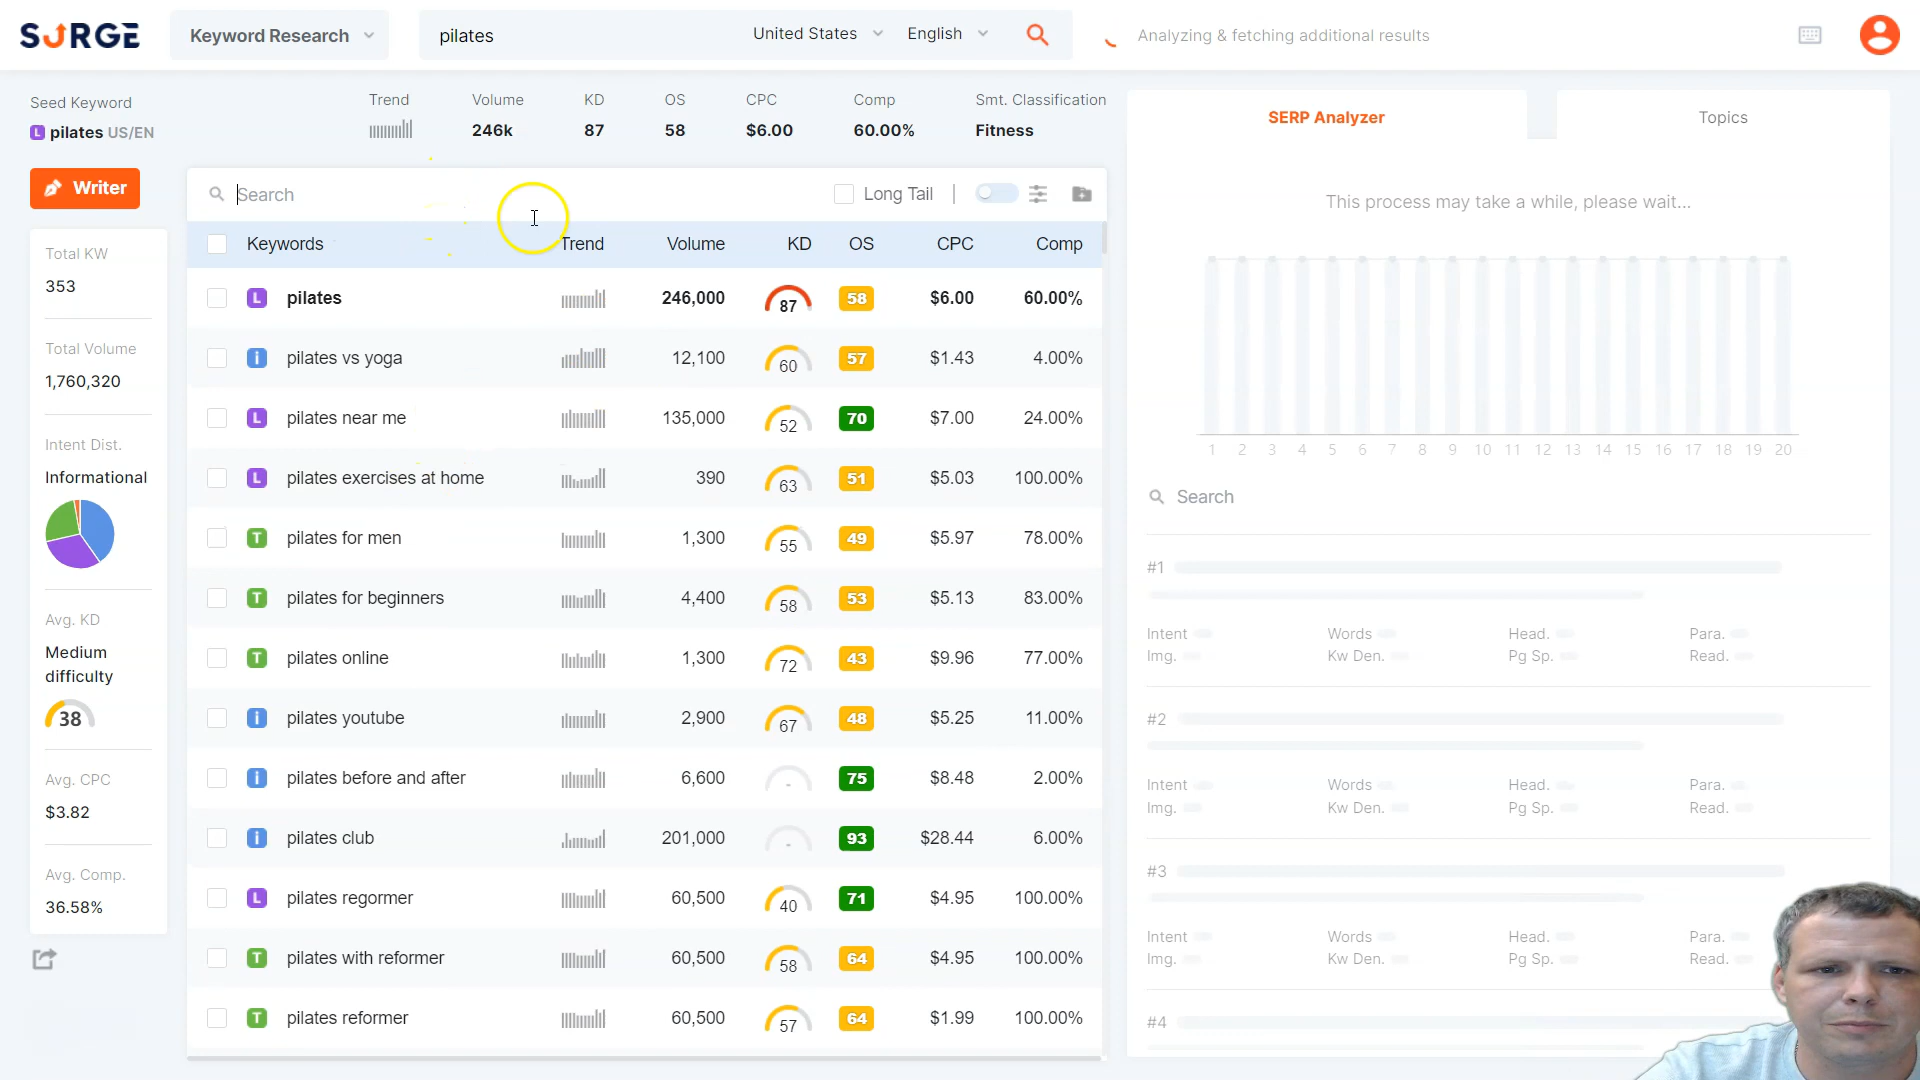 SURGE
Keyword Research
pilates
United States
English
Analyzing & fetching additional results
Seed Keyword
L pilates US/EN
Trend
Volume
246k
KD
87
OS
58
CPC
$6.00
Comp
60.00%
Smt. Classification
Fitness
Writer
Total KW
353
Total Volume
1,760,320
Intent Dist.
Informational
Avg. KD
Medium
difficulty
38
Avg. CPC
$3.82
Avg. Comp.
36.58%
Search
Long Tail
Keywords Trend Volume KD OS CPC Comp
L pilates 246,000 87 58 $6.00 60.00%
i pilates vs yoga 12,100 60 57 $1.43 4.00%
L pilates near me 135,000 52 70 $7.00 24.00%
L pilates exercises at home 390 63 51 $5.03 100.00%
T pilates for men 1,300 55 49 $5.97 78.00%
T pilates for beginners 4,400 58 53 $5.13 83.00%
T pilates online 1,300 72 43 $9.96 77.00%
i pilates youtube 2,900 67 48 $5.25 11.00%
i pilates before and after 6,600 - 75 $8.48 2.00%
i pilates club 201,000 - 93 $28.44 6.00%
L pilates regormer 60,500 40 71 $4.95 100.00%
T pilates with reformer 60,500 58 64 $4.95 100.00%
T pilates reformer 60,500 57 64 $1.99 100.00%
SERP Analyzer
Topics
This process may take a while, please wait...
1 2 3 4 5 6 7 8 9 10 11 12 13 14 15 16 17 18 19 20
Search
#1
Intent Words Head. Para.
Img. Kw Den. Pg Sp. Read.
#2
Intent Words Head. Para.
Img. Kw Den. Pg Sp. Read.
#3
Intent Words Head. Para.
Img. Kw Den. Pg Sp. Read.
#4